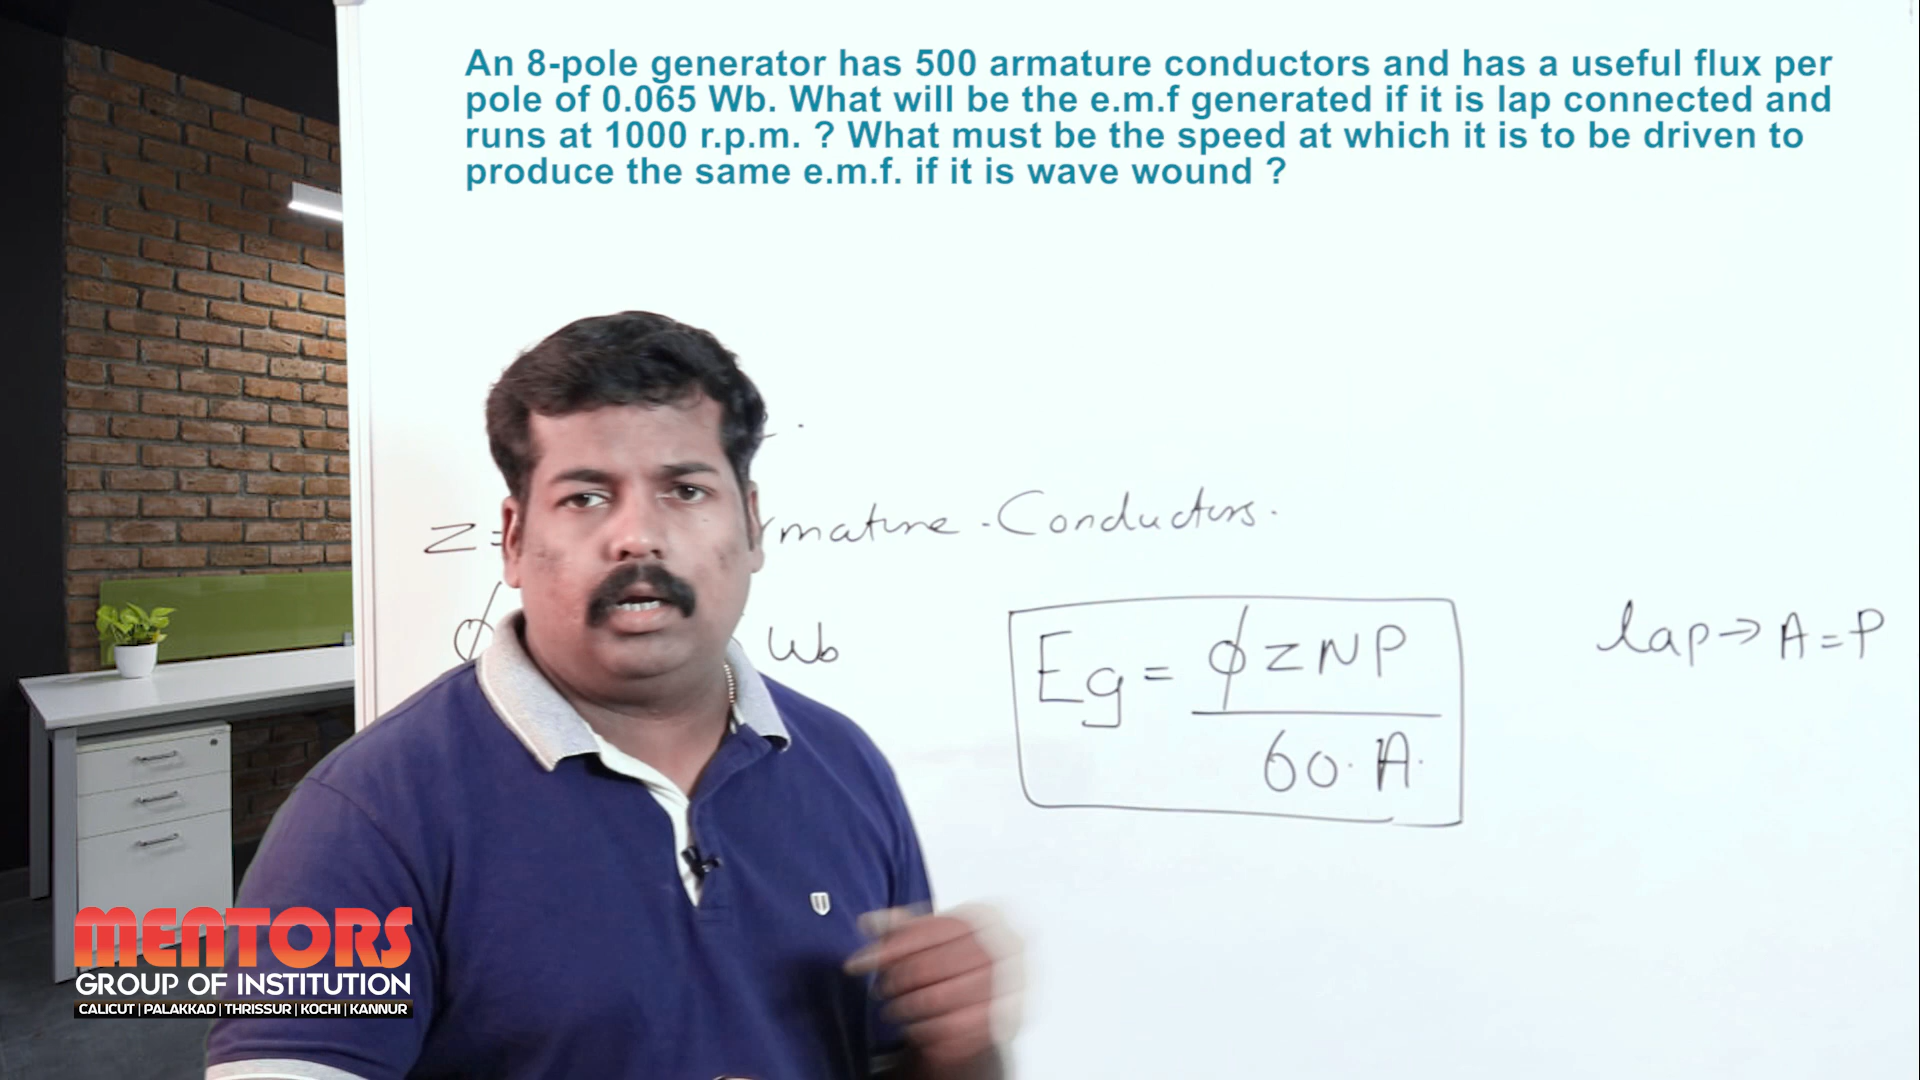 An 8-pole generator has 500 armature conductors and has a useful flux per
pole of 0.065 Wb. What will be the e.m.f generated if it is lap connected and
runs at 1000 r.p.m. ? What must be the speed at which it is to be driven to
produce the same e.m.f. if it is wave wound ?
Z= rmature Conductors.
ϕ Wb
Eg = ϕZNP
60. A.
lap → A = P
MENTORS
GROUP OF INSTITUTION
CALICUT | PALAKKAD | THRISSUR | KOCHI | KANNUR